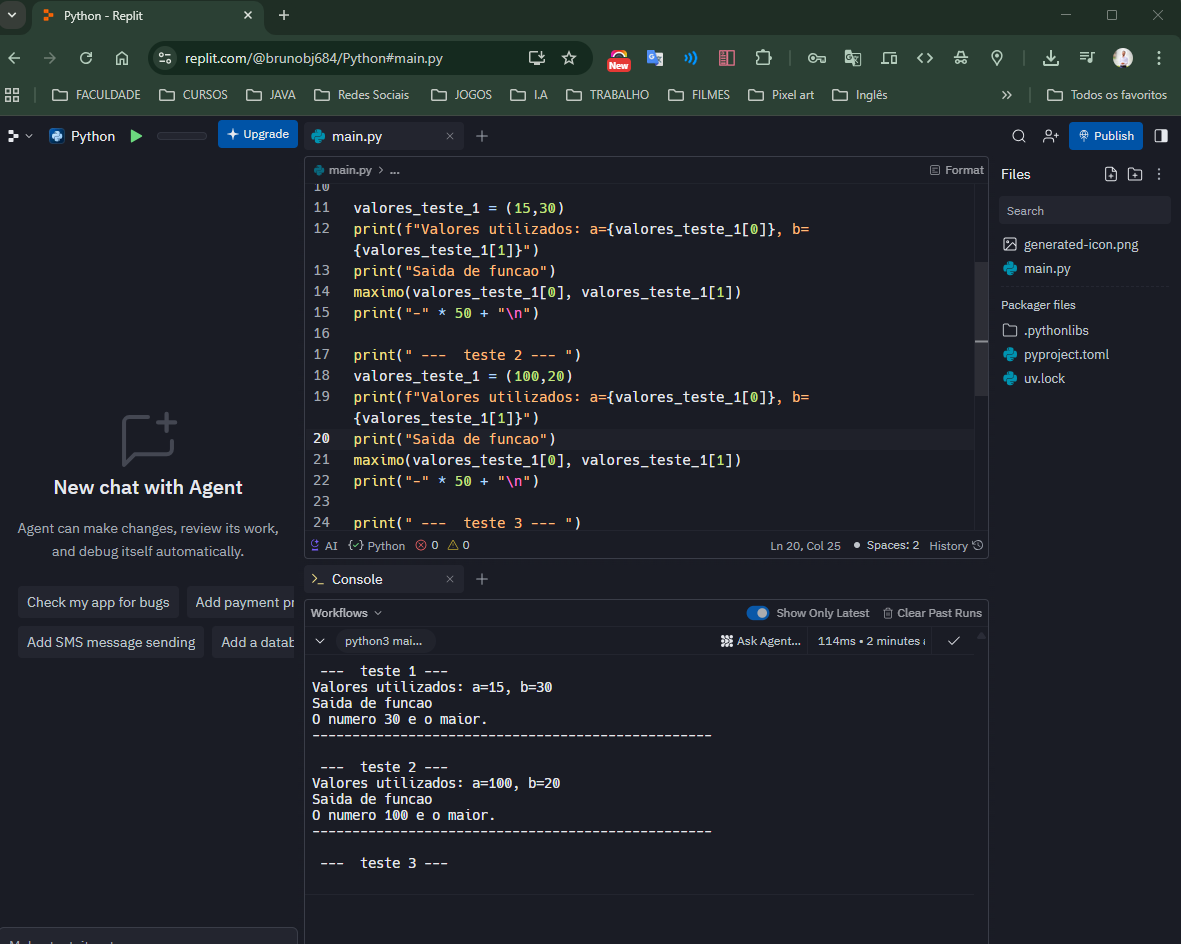 Python - Replit
replit.com/@brunobj684/Python#main.py
New
FACULDADE CURSOS JAVA Redes Sociais JOGOS I.A TRABALHO FILMES Pixel art Inglês » Todos os favoritos
Python
Upgrade
main.py
Publish
main.py > ...
Format
10
11 valores_teste_1 = (15,30)
12 print(f"Valores utilizados: a={valores_teste_1[0]}, b=
{valores_teste_1[1]}")
13 print("Saida de funcao")
14 maximo(valores_teste_1[0], valores_teste_1[1])
15 print("-" * 50 + "\n")
16
17 print(" ---  teste 2 --- ")
18 valores_teste_1 = (100,20)
19 print(f"Valores utilizados: a={valores_teste_1[0]}, b=
{valores_teste_1[1]}")
20 print("Saida de funcao")
21 maximo(valores_teste_1[0], valores_teste_1[1])
22 print("-" * 50 + "\n")
23
24 print(" ---  teste 3 --- ")
AI {✓} Python 0 0 Ln 20, Col 25 Spaces: 2 History
New chat with Agent
Agent can make changes, review its work,
and debug itself automatically.
Check my app for bugs
Add payment pr
Add SMS message sending
Add a datab
Console
Workflows
Show Only Latest
Clear Past Runs
python3 mai...
Ask Agent...
114ms • 2 minutes
---  teste 1 ---
Valores utilizados: a=15, b=30
Saida de funcao
O numero 30 e o maior.
--------------------------------------------------
---  teste 2 ---
Valores utilizados: a=100, b=20
Saida de funcao
O numero 100 e o maior.
--------------------------------------------------
---  teste 3 ---
Files
Search
generated-icon.png
main.py
Packager files
.pythonlibs
pyproject.toml
uv.lock